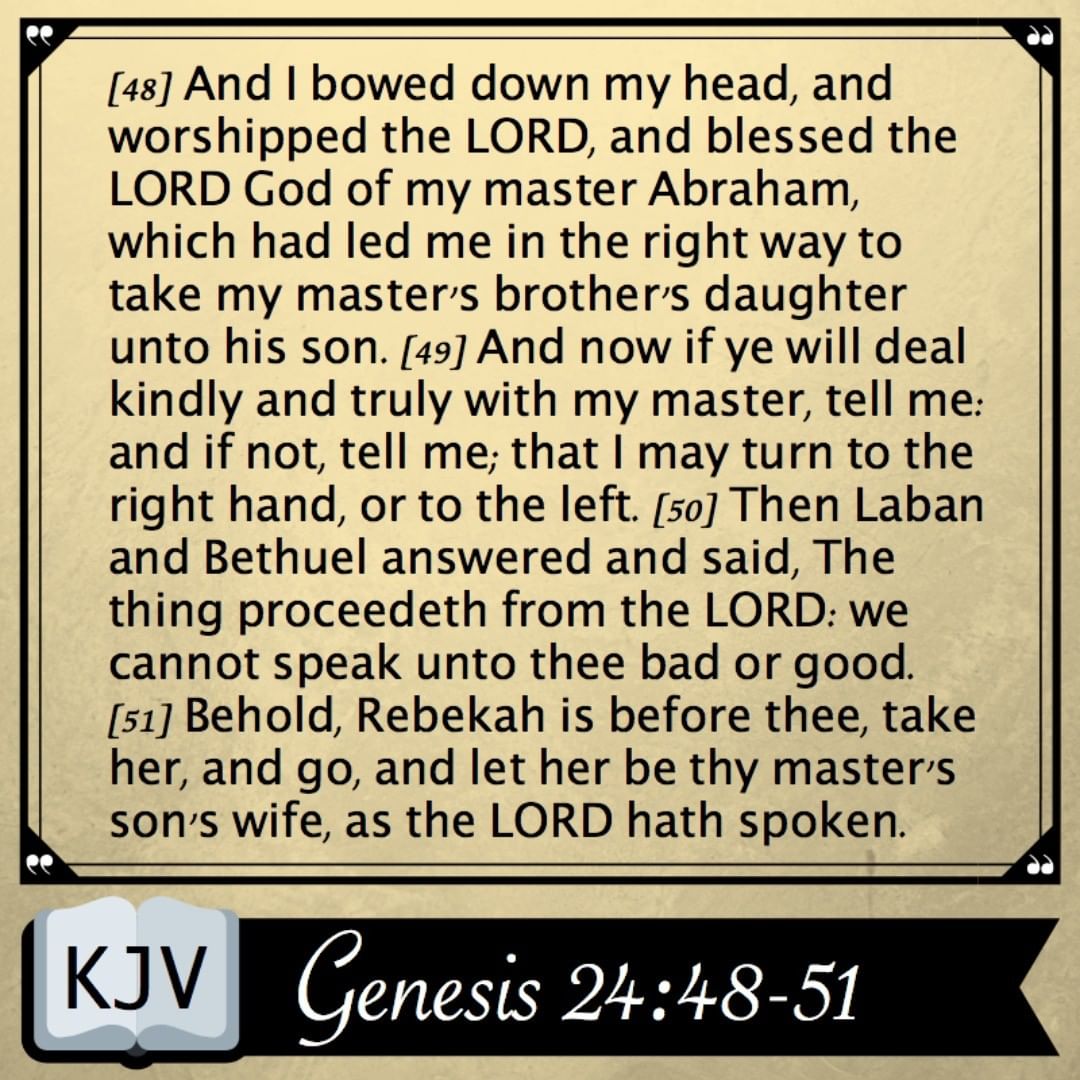 [48] And I bowed down my head, and
worshipped the LORD, and blessed the
LORD God of my master Abraham,
which had led me in the right way to
take my master's brother's daughter
unto his son. [49] And now if ye will deal
kindly and truly with my master, tell me:
and if not, tell me; that I may turn to the
right hand, or to the left. [50] Then Laban
and Bethuel answered and said, The
thing proceedeth from the LORD: we
cannot speak unto thee bad or good.
[51] Behold, Rebekah is before thee, take
her, and go, and let her be thy master's
son's wife, as the LORD hath spoken.
KJV
Genesis 24:48-51